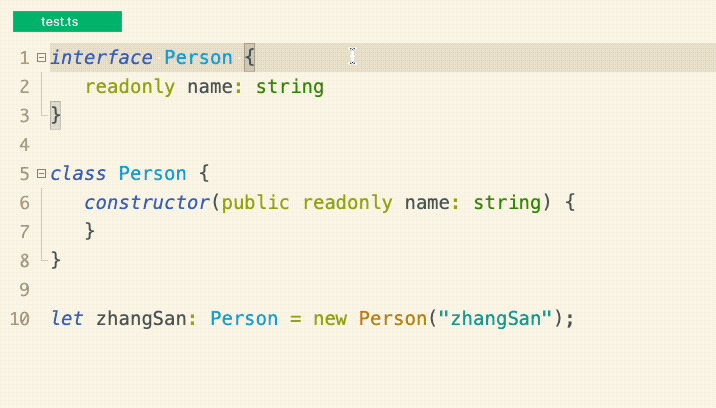 test.ts
1 interface Person {
2 readonly name: string
3 }
4
5 class Person {
6 constructor(public readonly name: string) {
7 }
8 }
9
10 let zhangSan: Person = new Person("zhangSan");